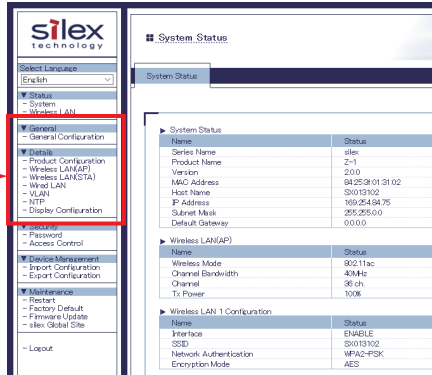 silex
technology
Select Language
English
▼ Status
- System
- Wireless LAN
▼ General
- General Configuration
▼ Details
- Product Configuration
- Wireless LAN(AP)
- Wireless LAN(STA)
- Wired LAN
- VLAN
- NTP
- Display Configuration
▼ Security
- Password
- Access Control
▼ Device Management
- Import Configuration
- Export Configuration
▼ Maintenance
- Restart
- Factory Default
- Firmware Update
- silex Global Site
- Logout
System Status
System Status
▶ System Status
Name Status
Series Name silex
Product Name Z-1
Version 2.0.0
MAC Address 84:25:3f:01:31:02
Host Name SX013102
IP Address 169.254.84.75
Subnet Mask 255.255.0.0
Default Gateway 0.0.0.0
▶ Wireless LAN(AP)
Name Status
Wireless Mode 802.11ac
Channel Bandwidth 40MHz
Channel 36 ch.
Tx Power 100%
▶ Wireless LAN 1 Configuration
Name Status
Interface ENABLE
SSID SX013102
Network Authentication WPA2-PSK
Encryption Mode AES